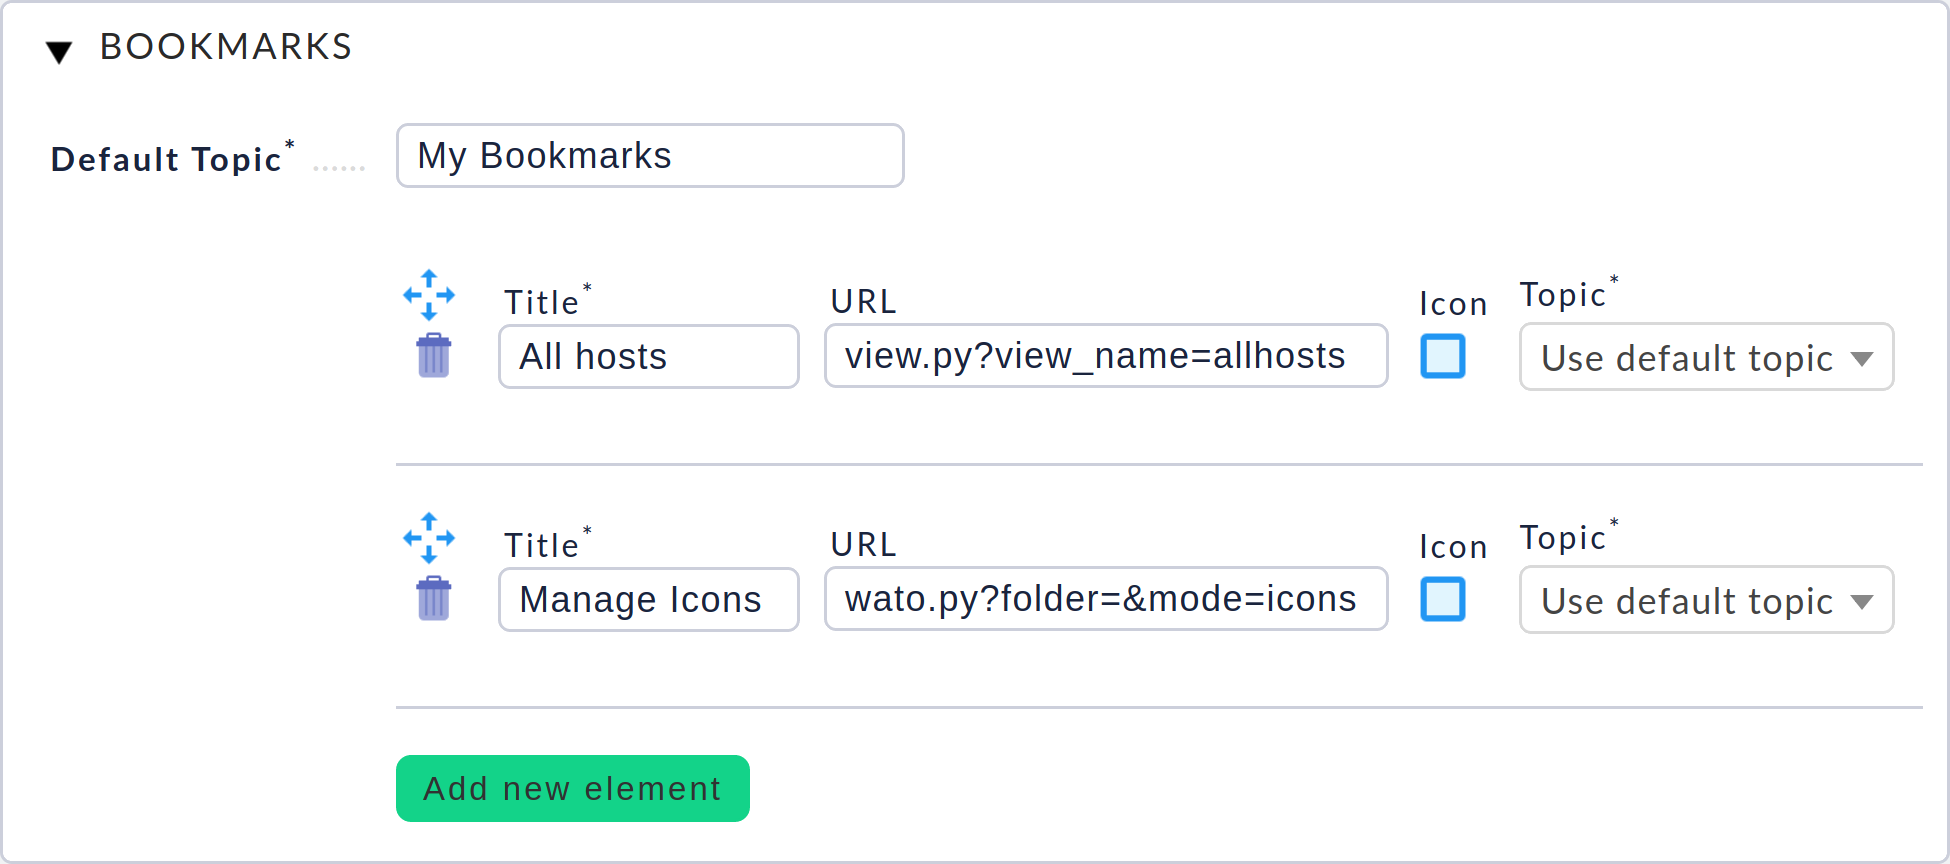 BOOKMARKS
Default Topic* ......
My Bookmarks
Title* URL Icon Topic*
All hosts view.py?view_name=allhosts Use default topic
Title* URL Icon Topic*
Manage Icons wato.py?folder=&mode=icons Use default topic
Add new element